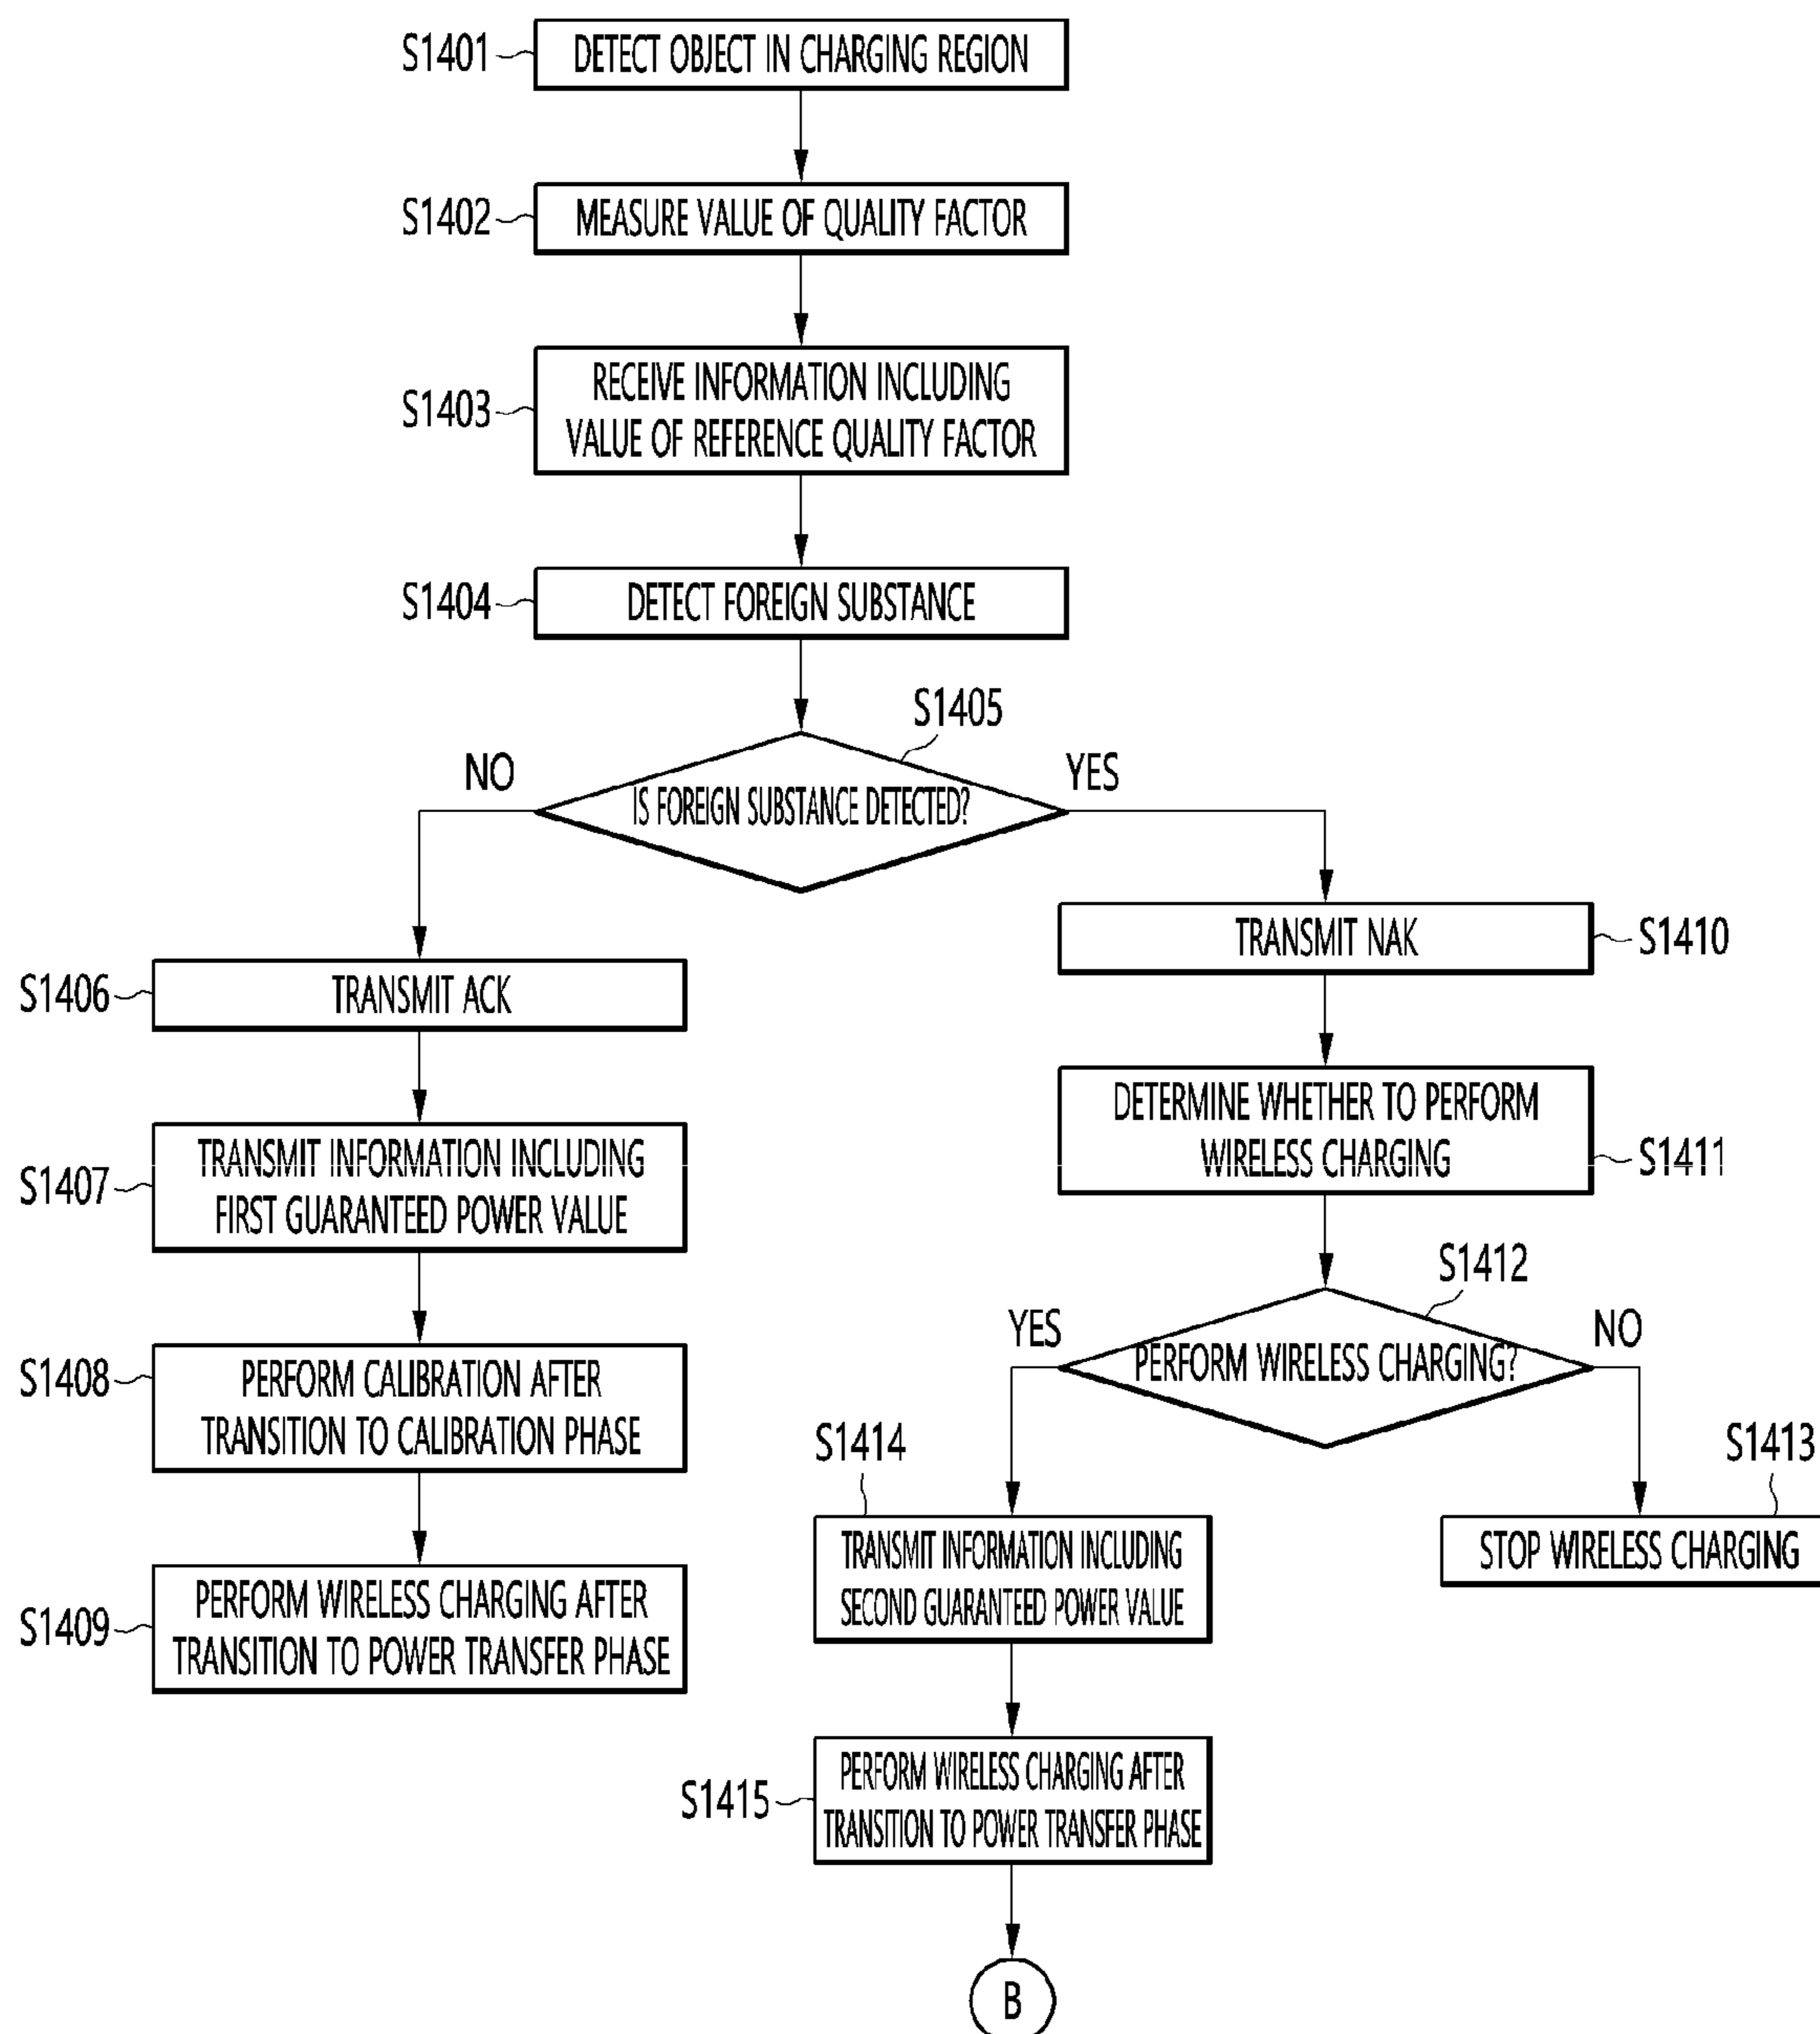 S1401
DETECT OBJECT IN CHARGING REGION
S1402
MEASURE VALUE OF QUALITY FACTOR
S1403
RECEIVE INFORMATION INCLUDING
VALUE OF REFERENCE QUALITY FACTOR
S1404
DETECT FOREIGN SUBSTANCE
S1405
NO
IS FOREIGN SUBSTANCE DETECTED?
YES
S1406
TRANSMIT ACK
S1407
TRANSMIT INFORMATION INCLUDING
FIRST GUARANTEED POWER VALUE
S1408
PERFORM CALIBRATION AFTER
TRANSITION TO CALIBRATION PHASE
S1409
PERFORM WIRELESS CHARGING AFTER
TRANSITION TO POWER TRANSFER PHASE
TRANSMIT NAK
S1410
DETERMINE WHETHER TO PERFORM
WIRELESS CHARGING
S1411
S1412
YES
PERFORM WIRELESS CHARGING?
NO
S1414
TRANSMIT INFORMATION INCLUDING
SECOND GUARANTEED POWER VALUE
S1413
STOP WIRELESS CHARGING
S1415
PERFORM WIRELESS CHARGING AFTER
TRANSITION TO POWER TRANSFER PHASE
B